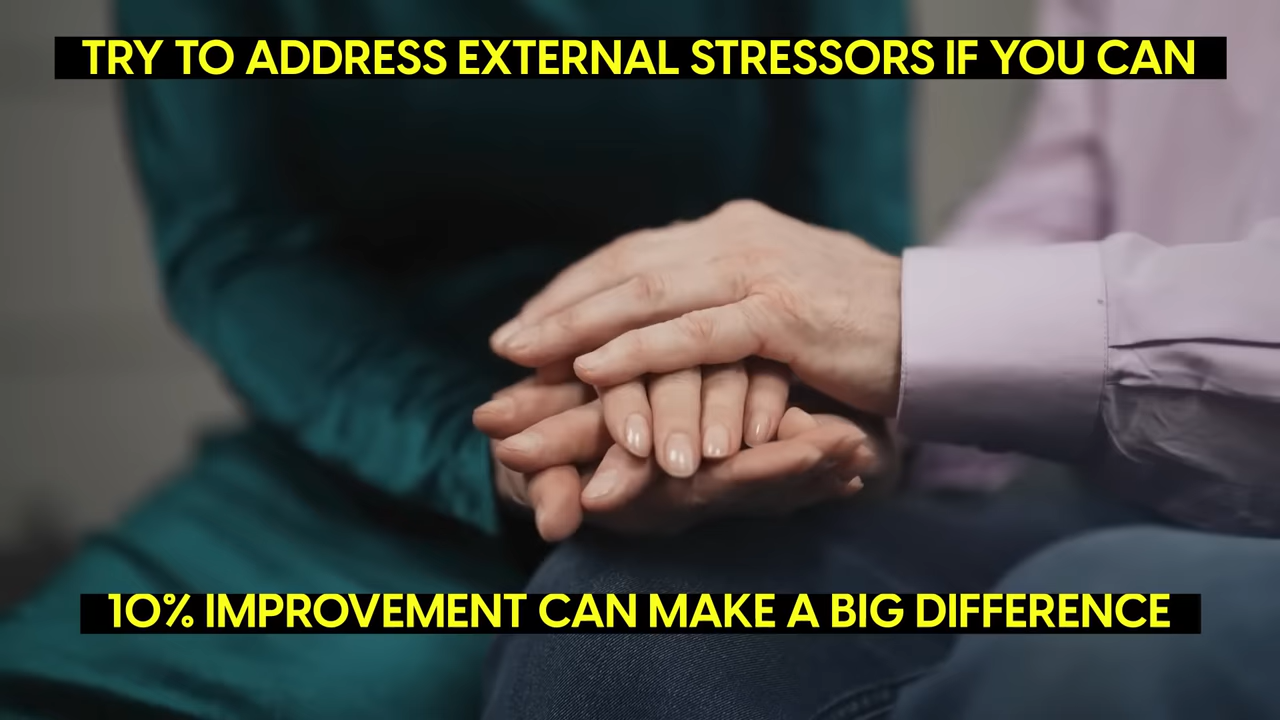 TRY TO ADDRESS EXTERNAL STRESSORS IF YOU CAN
10% IMPROVEMENT CAN MAKE A BIG DIFFERENCE